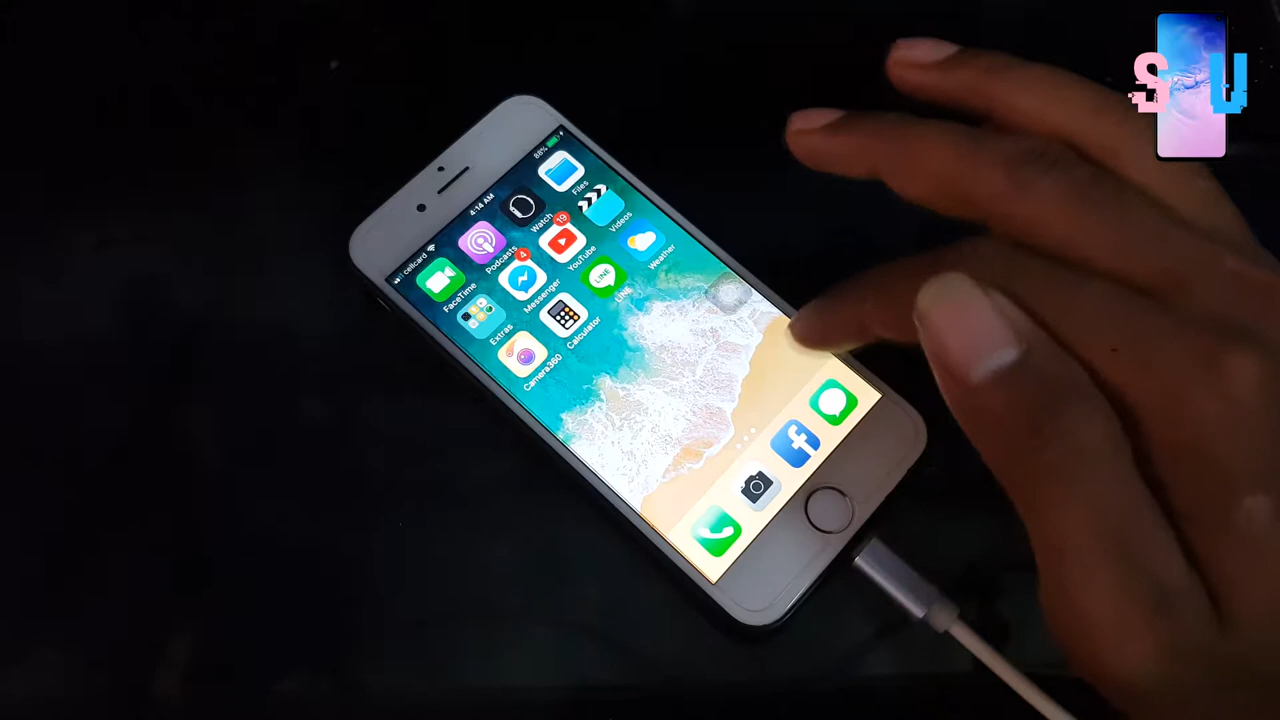 cellcard 4:14 AM 88%
FaceTime Podcasts Watch Files
Extras Messenger 4 YouTube 19 Videos
Camera360 Calculator LINE LINE Weather
S U